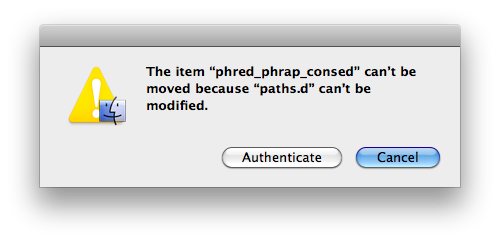 The item “phred_phrap_consed” can’t be
moved because “paths.d” can’t be
modified.
Authenticate
Cancel